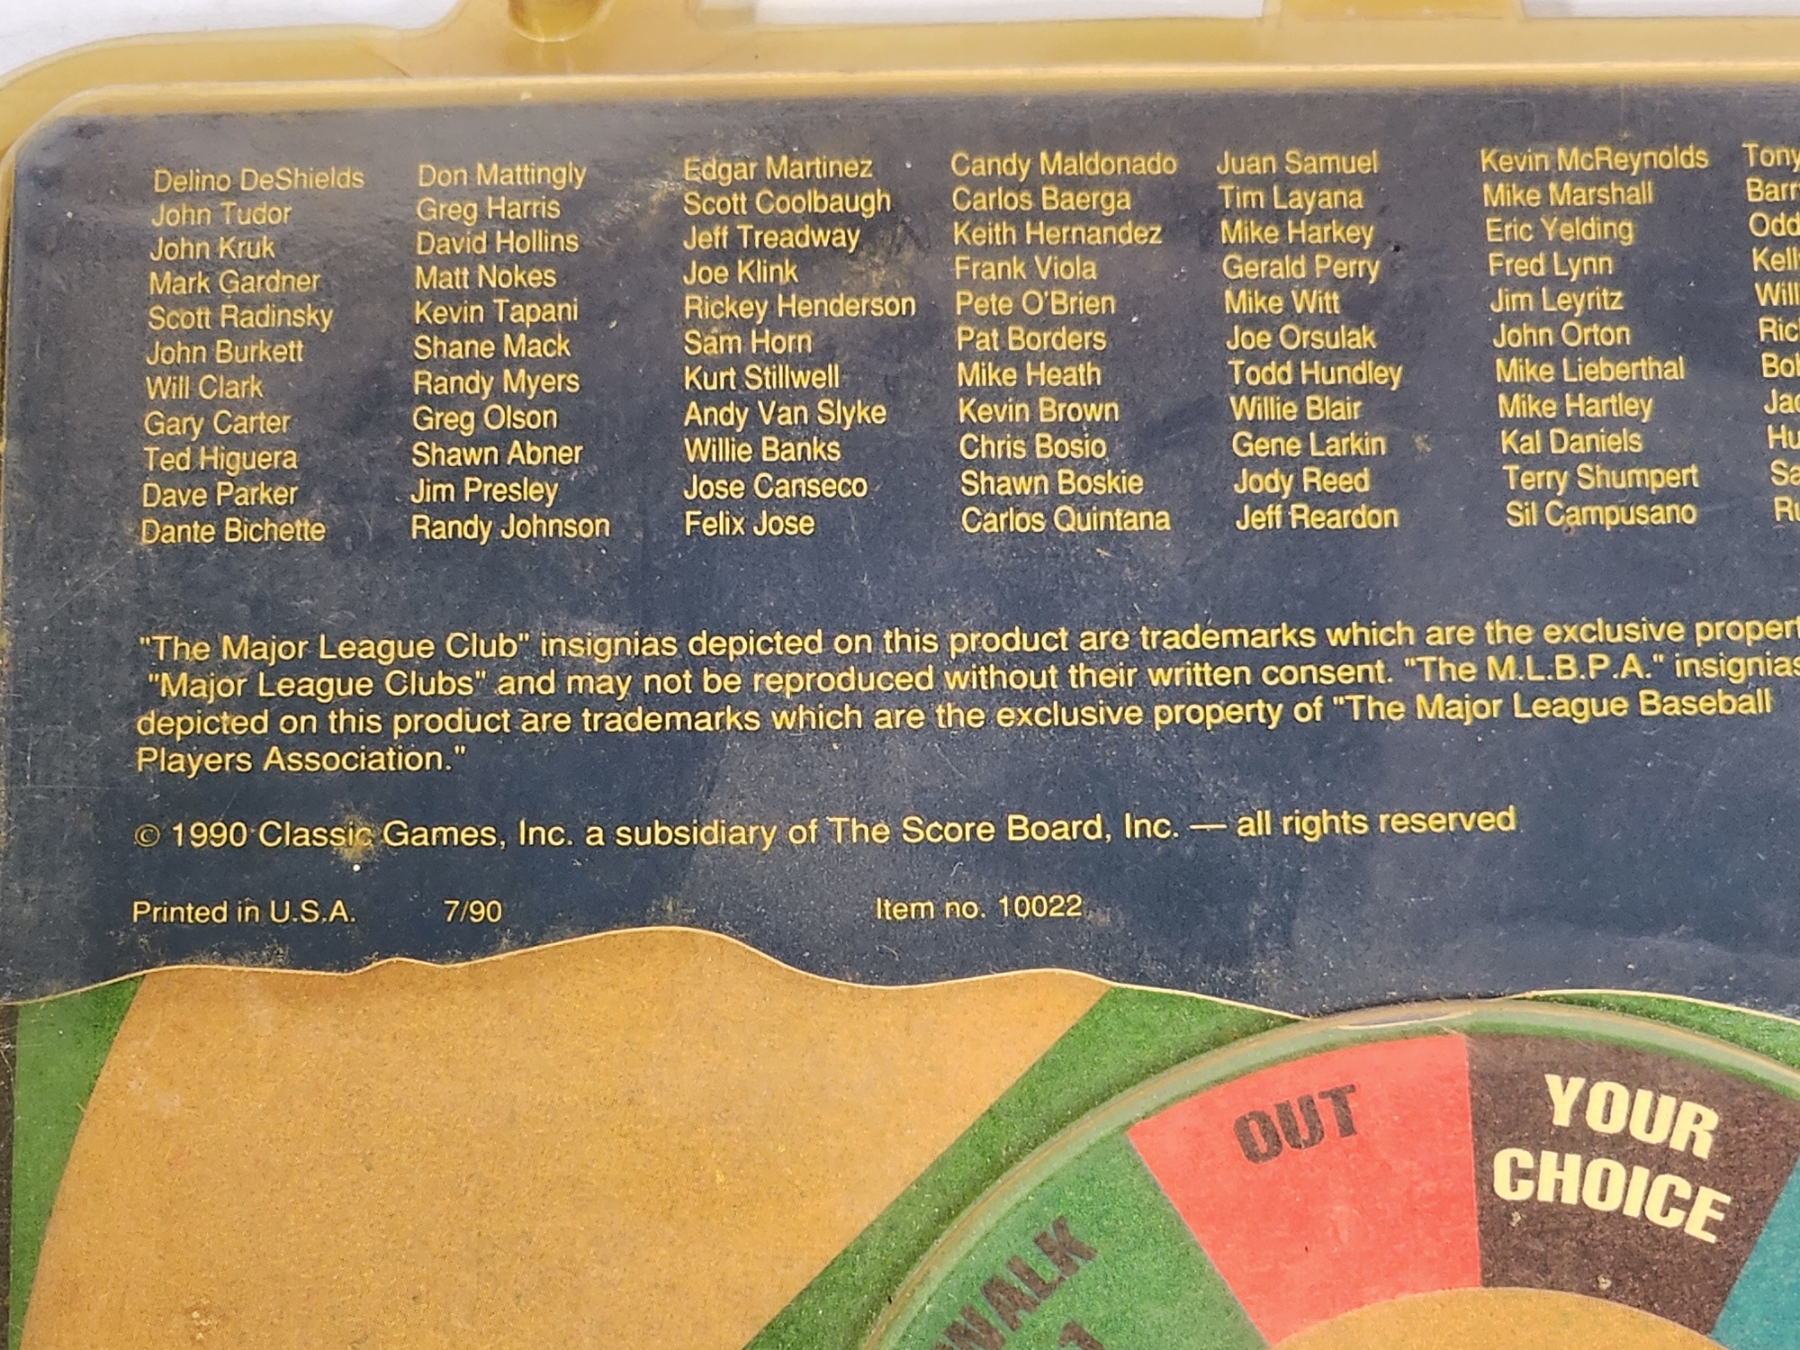 Delino DeShields Don Mattingly Edgar Martinez Candy Maldonado Juan Samuel Kevin McReynolds Tony
John Tudor Greg Harris Scott Coolbaugh Carlos Baerga Tim Layana Mike Marshall
John Kruk David Hollins Jeff Treadway Keith Hernandez Mike Harkey Eric Yelding
Mark Gardner Matt Nokes Joe Klink Frank Viola Gerald Perry Fred Lynn
Scott Radinsky Kevin Tapani Rickey Henderson Pete O'Brien Mike Witt Jim Leyritz
John Burkett Shane Mack Sam Horn Pat Borders Joe Orsulak John Orton
Will Clark Randy Myers Kurt Stillwell Mike Heath Todd Hundley Mike Lieberthal
Gary Carter Greg Olson Andy Van Slyke Kevin Brown Willie Blair Mike Hartley
Ted Higuera Shawn Abner Willie Banks Chris Bosio Gene Larkin Kal Daniels
Dave Parker Jim Presley Jose Canseco Shawn Boskie Jody Reed Terry Shumpert
Dante Bichette Randy Johnson Felix Jose Carlos Quintana Jeff Reardon Sil Campusano
"The Major League Club" insignias depicted on this product are trademarks which are the exclusive
"Major League Clubs" and may not be reproduced without their written consent. "The M.L.B.P.A." insignias
depicted on this product are trademarks which are the exclusive property of "The Major League Baseball
Players Association."
© 1990 Classic Games, Inc. a subsidiary of The Score Board, Inc. — all rights reserved
Printed in U.S.A. 7/90 Item no. 10022
OUT
YOUR
CHOICE
WALK